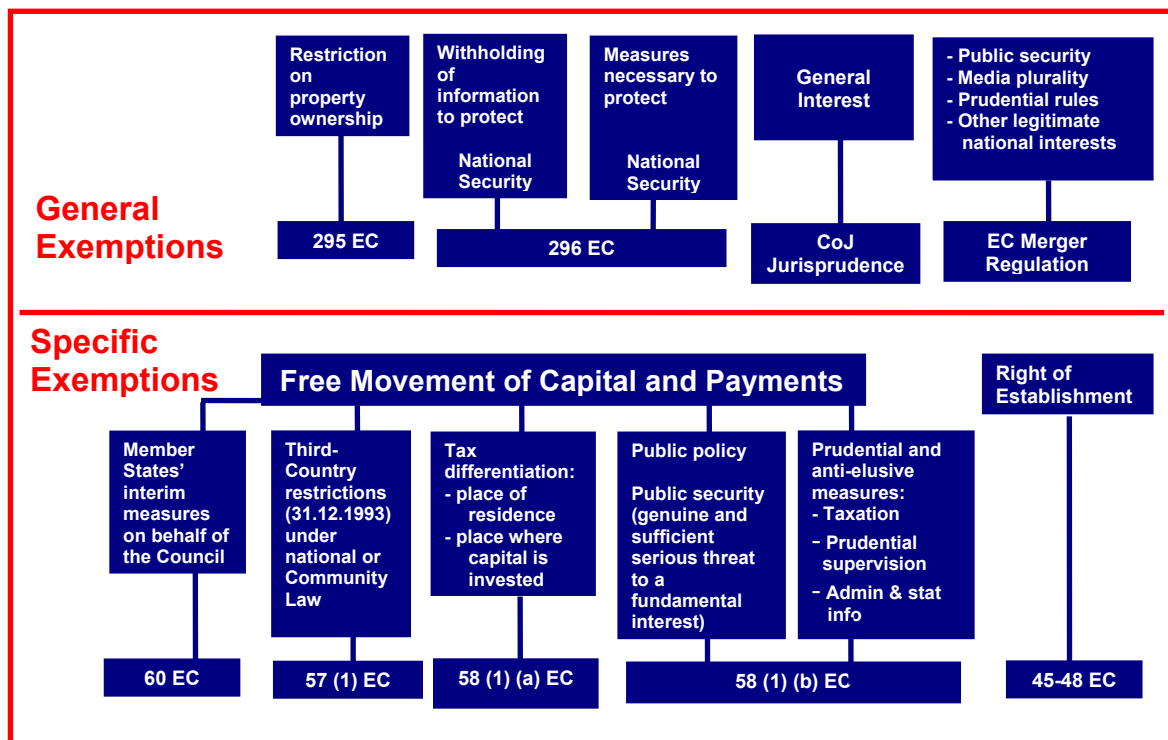 Restriction
on
property
ownership
Withholding
of
information
to protect
National
Security
Measures
necessary to
protect
National
Security
General
Interest
- Public security
- Media plurality
- Prudential rules
- Other legitimate
national interests
General
Exemptions
295 EC
296 EC
CoJ
Jurisprudence
EC Merger
Regulation
Specific
Exemptions
Free Movement of Capital and Payments
Right of
Establishment
Member
States’
interim
measures
on behalf of
the Council
Third-
Country
restrictions
(31.12.1993)
under
national or
Community
Law
Tax
differentiation:
- place of
residence
- place where
capital is
invested
Public policy
Public security
(genuine and
sufficient
serious threat
to a
fundamental
interest)
Prudential and
anti-elusive
measures:
- Taxation
- Prudential
supervision
- Admin & stat
info
60 EC
57 (1) EC
58 (1) (a) EC
58 (1) (b) EC
45-48 EC